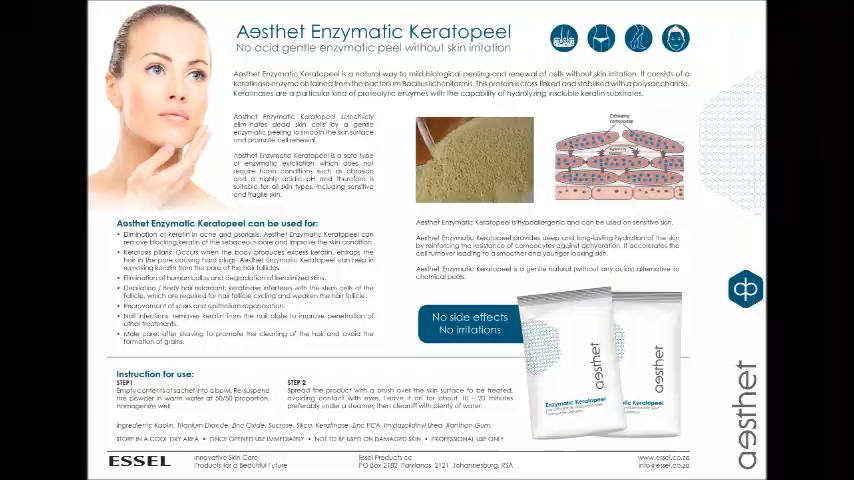 Aesthet Enzymatic Keratopeel
No acid gentle enzymatic peel without skin irritation
Aesthet Enzymatic Keratopeel is a natural way to mild biological peeling and renewal of cells without skin irritation. It consists of a
keratinase enzyme obtained from the bacterium Bacillus licheniformis. This protein is cross-linked and stabilised with a polysaccharide.
Keratinases are a particular kind of proteolytic enzymes with the capability of hydrolyzing insoluble keratin substrates.
Aesthet Enzymatic Keratopeel selectively
eliminates dead skin cells by a gentle
enzymatic peeling to smooth the skin surface
and promote cell renewal
Aesthet Enzymatic Keratopeel is a safe type
of enzymatic exfoliation which does not
require harsh conditions such as abrasion
and a highly acidic pH and therefore is
suitable for all skin types, including sensitive
and fragile skin.
Exfoliating
corneocytes
Aesthet Enzymatic Keratopeel can be used for:
• Elimination of keratin in acne and psoriasis: Aesthet Enzymatic Keratopeel can
remove blocking keratin of the sebaceous pore and improve the skin condition.
• Keratosis pilaris: Occurs when the body produces excess keratin, entraps the
hair in the pore causing hard plugs. Aesthet Enzymatic Keratopeel can help in
removing keratin from the pore of the hair follicles.
• Elimination of human callus and degradation of keratinized skins.
• Depilation / Body hair retardant: keratinase interferes with the stem cells of the
follicle, which are required for hair follicle cycling and weaken the hair follicle.
• Improvement of scars and epithelium regeneration.
• Nail infections: removes keratin from the nail plate to improve penetration of
other treatments.
• Male care: after shaving to promote the cleaning of the hair and avoid the
formation of grains.
Aesthet Enzymatic Keratopeel is hypoallergenic and can be used on sensitive skin.
Aesthet Enzymatic Keratopeel provides deep and long-lasting hydration of the skin
by reinforcing the resistance of corneocytes against dehydration. It accelerates the
cell turnover leading to a smoother and younger looking skin.
Aesthet Enzymatic Keratopeel is a gentle natural (without any acids) alternative to
chemical peels.
No side effects
No irritations
aesthet
Enzymatic Keratopeel
aesthet
Enzymatic Keratopeel
Instruction for use:
STEP1
Empty contents of sachet into a bowl. Re-suspend
the powder in warm water at 50/50 proportion,
homogenize well
STEP 2
Spread the product with a brush over the skin surface to be treated,
avoiding contact with eyes. Leave it on for about 10 - 20 minutes
preferably under a steamer, then clean off with plenty of water.
Ingredients: Kaolin, Titanium Dioxide, Zinc Oxide, Sucrose, Silica, Keratinase, Zinc PCA, Imidazolidinyl Urea, Xanthan Gum.
STORE IN A COOL DRY AREA • ONCE OPENED USE IMMEDIATELY • NOT TO BE USED ON DAMAGED SKIN • PROFESSIONAL USE ONLY
aesthet
ESSEL
Innovative Skin Care
Products for a Beautiful Future
Essel Products cc
PO Box 2182, Parklands, 2121 Johannesburg, RSA
www.essel.co.za
info@essel.co.za